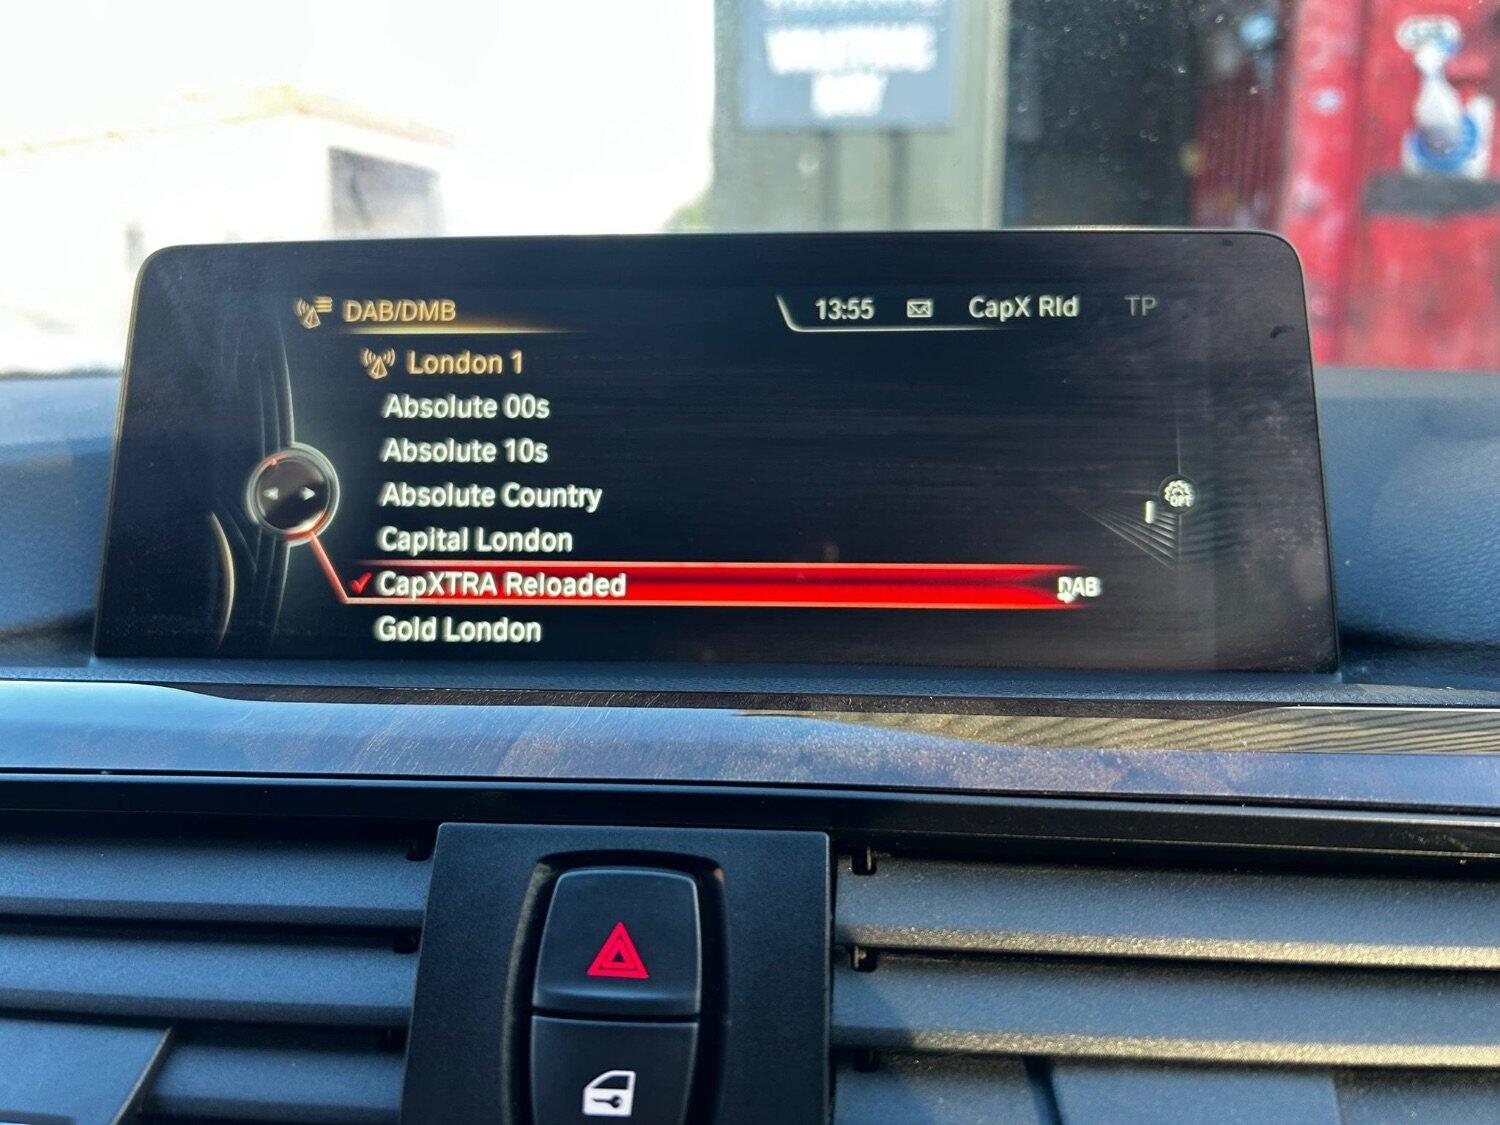 DAB/DMB
13:55 CapX Rld TP
London 1
Absolute 00s
Absolute 10s
Absolute Country
OPT
Capital London
CapXTRA Reloaded DAB
Gold London